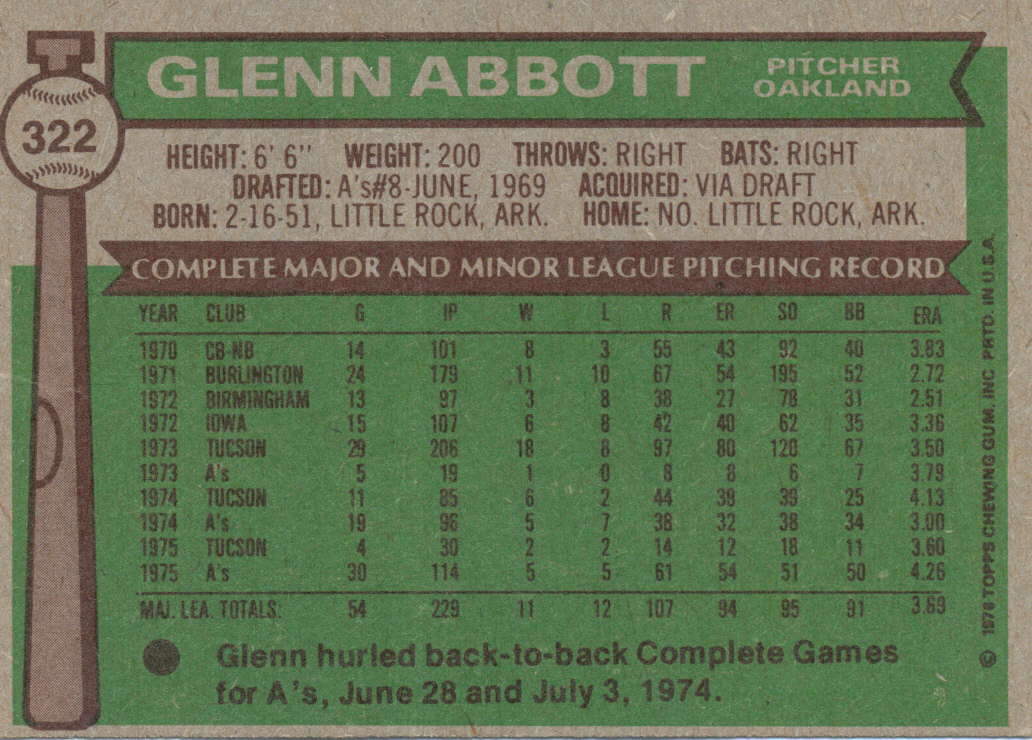 GLENN ABBOTT
PITCHER
OAKLAND
322
HEIGHT: 6' 6" WEIGHT: 200 THROWS: RIGHT BATS: RIGHT
DRAFTED: A's#8-JUNE, 1969 ACQUIRED: VIA DRAFT
BORN: 2-16-51, LITTLE ROCK, ARK. HOME: NO. LITTLE ROCK, ARK.
COMPLETE MAJOR AND MINOR LEAGUE PITCHING RECORD
YEAR CLUB G IP W L R ER SO BB ERA
1970 CB-NB 14 101 8 3 55 43 92 40 3.83
1971 BURLINGTON 24 179 11 10 67 54 195 52 2.72
1972 BIRMINGHAM 13 97 3 8 38 27 78 31 2.51
1972 IOWA 15 107 6 8 42 40 62 35 3.36
1973 TUCSON 29 206 18 8 97 80 120 67 3.50
1973 A's 5 19 1 0 8 8 6 7 3.79
1974 TUCSON 11 85 6 2 44 39 39 25 4.13
1974 A's 19 96 5 7 38 32 38 34 3.00
1975 TUCSON 4 30 2 2 14 12 18 11 3.60
1975 A's 30 114 5 5 61 54 51 50 4.26
MAJ. LEA. TOTALS: 54 229 11 12 107 94 95 91 3.69
Glenn hurled back-to-back Complete Games
for A's, June 28 and July 3, 1974.
© 1976 TOPPS CHEWING GUM, INC PRTD. IN U.S.A.